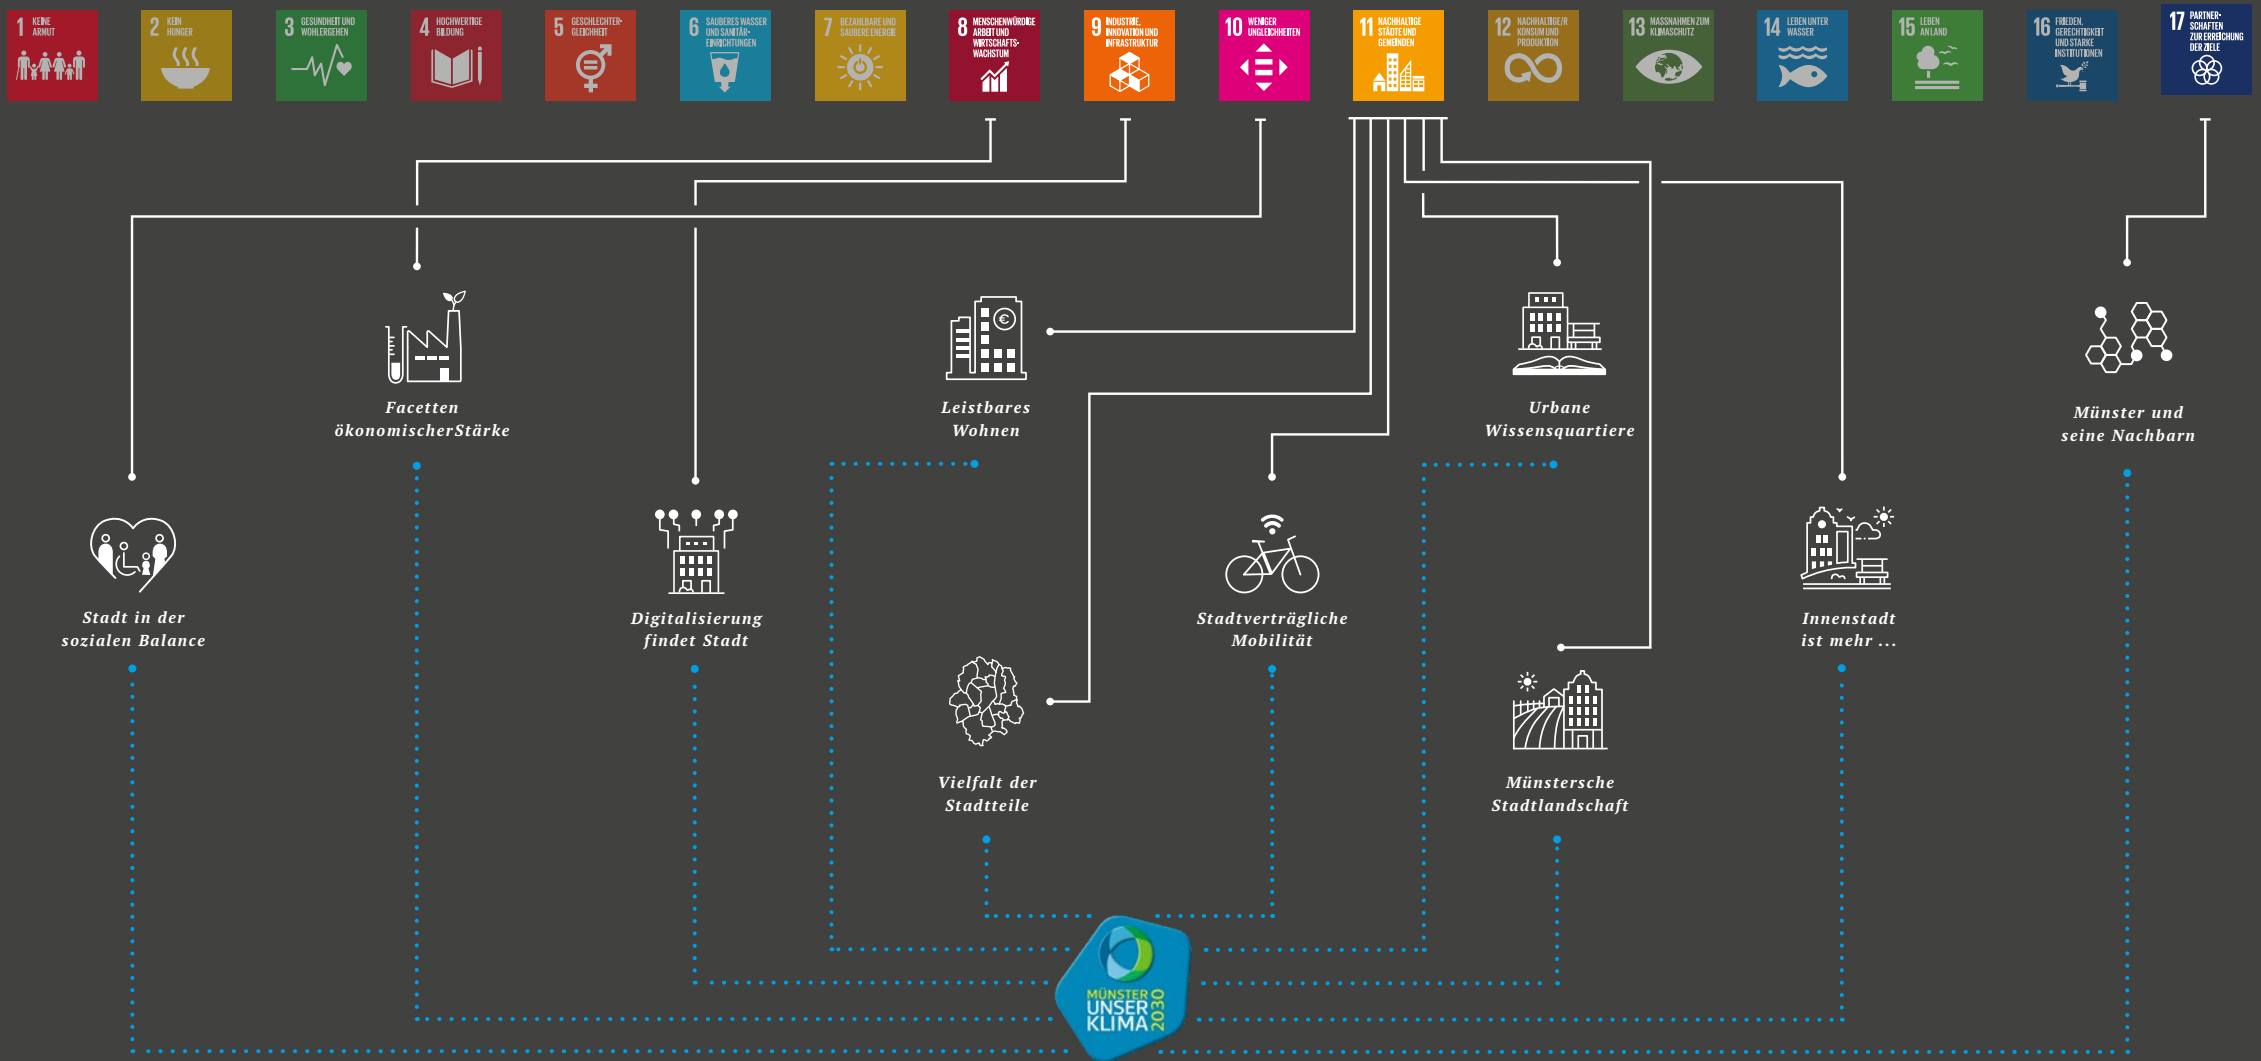 1 KEINE
ARMUT
2 KEIN
HUNGER
3 GESUNDHEIT UND
WOHLERGEHEN
4 HOCHWERTIGE
BILDUNG
5 GESCHLECHTER-
GLEICHHEIT
6 SAUBERES WASSER
UND SANITÄR-
EINRICHTUNGEN
7 BEZAHLBARE UND
SAUBERE ENERGIE
8 MENSCHENWÜRDIGE
ARBEIT UND
WIRTSCHAFTS-
WACHSTUM
9 INDUSTRIE,
INNOVATION UND
INFRASTRUKTUR
10 WENIGER
UNGLEICHHEITEN
11 NACHHALTIGE
STÄDTE UND
GEMEINDEN
12 NACHHALTIGE/R
KONSUM UND
PRODUKTION
13 MASSNAHMEN ZUM
KLIMASCHUTZ
14 LEBEN UNTER
WASSER
15 LEBEN
AN LAND
16 FRIEDEN,
GERECHTIGKEIT
UND STARKE
INSTITUTIONEN
17 PARTNER-
SCHAFTEN
ZUR ERREICHUNG
DER ZIELE
€
Facetten
ökonomischerStärke
Leistbares
Wohnen
Urbane
Wissensquartiere
Münster und
seine Nachbarn
Stadt in der
sozialen Balance
Digitalisierung
findet Stadt
Stadtverträgliche
Mobilität
Innenstadt
ist mehr ...
Vielfalt der
Stadtteile
Münstersche
Stadtlandschaft
MÜNSTER
UNSER
KLIMA
2030